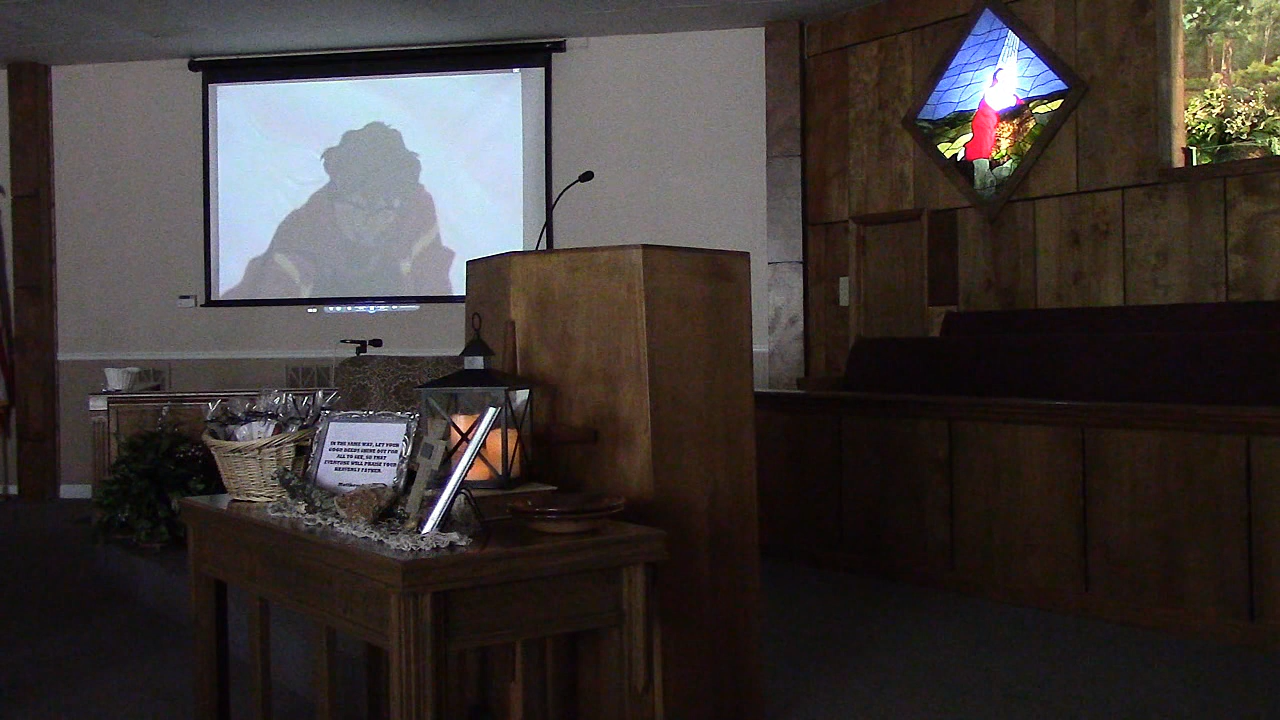 IN THE SAME WAY, LET YOUR
GOOD DEEDS SHINE OUT FOR
ALL TO SEE, SO THAT
EVERYONE WILL PRAISE YOUR
HEAVENLY FATHER.
Matthew